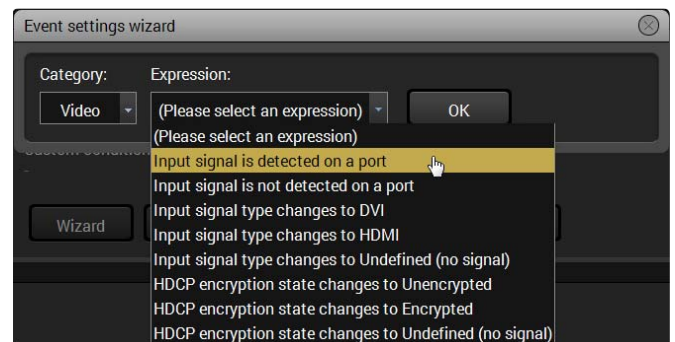 Event settings wizard
Category: Expression:
Video (Please select an expression) OK
(Please select an expression)
Input signal is detected on a port
Input signal is not detected on a port
Wizard
Input signal type changes to DVI
Input signal type changes to HDMI
Input signal type changes to Undefined (no signal)
HDCP encryption state changes to Unencrypted
HDCP encryption state changes to Encrypted
HDCP encryption state changes to Undefined (no signal)